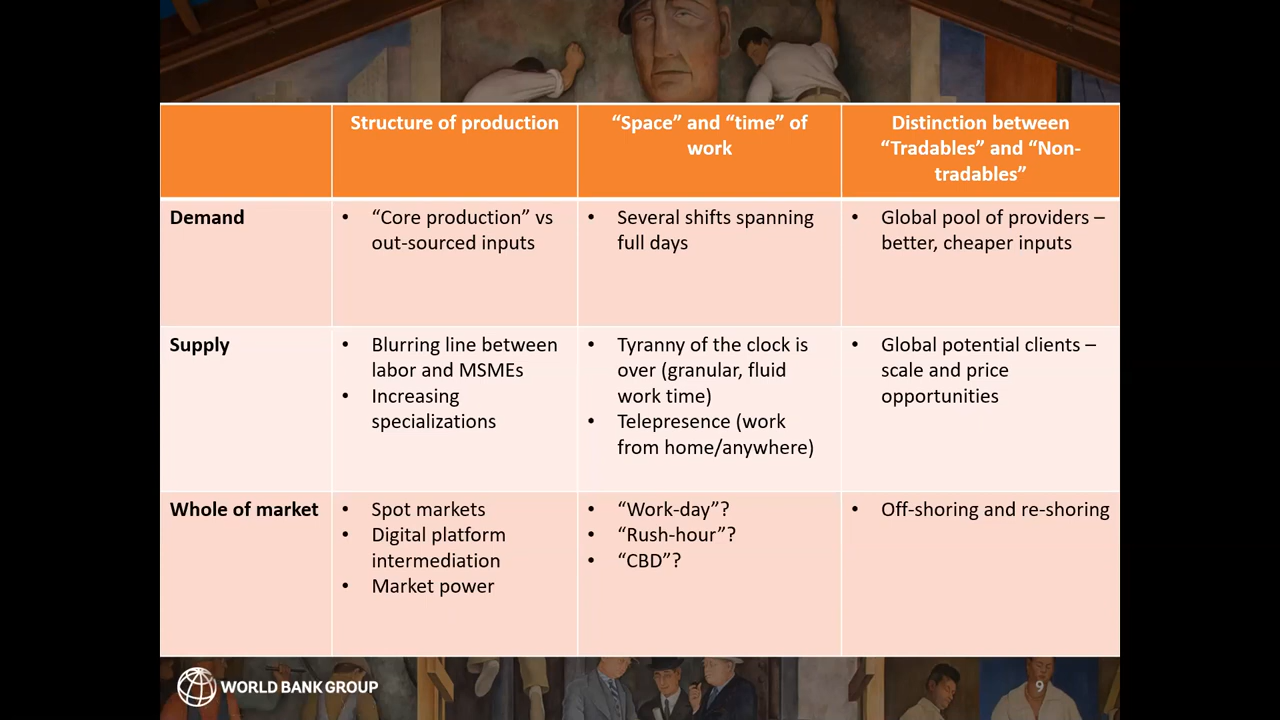 Structure of production
“Space” and “time” of
work
Distinction between
“Tradables” and “Non-
tradables”
Demand
• “Core production” vs
out-sourced inputs
• Several shifts spanning
full days
• Global pool of providers –
better, cheaper inputs
Supply
• Blurring line between
labor and MSMEs
• Increasing
specializations
• Tyranny of the clock is
over (granular, fluid
work time)
• Telepresence (work
from home/anywhere)
• Global potential clients –
scale and price
opportunities
Whole of market
• Spot markets
• Digital platform
intermediation
• Market power
• “Work-day”?
• “Rush-hour”?
• “CBD”?
• Off-shoring and re-shoring
WORLD BANK GROUP
9